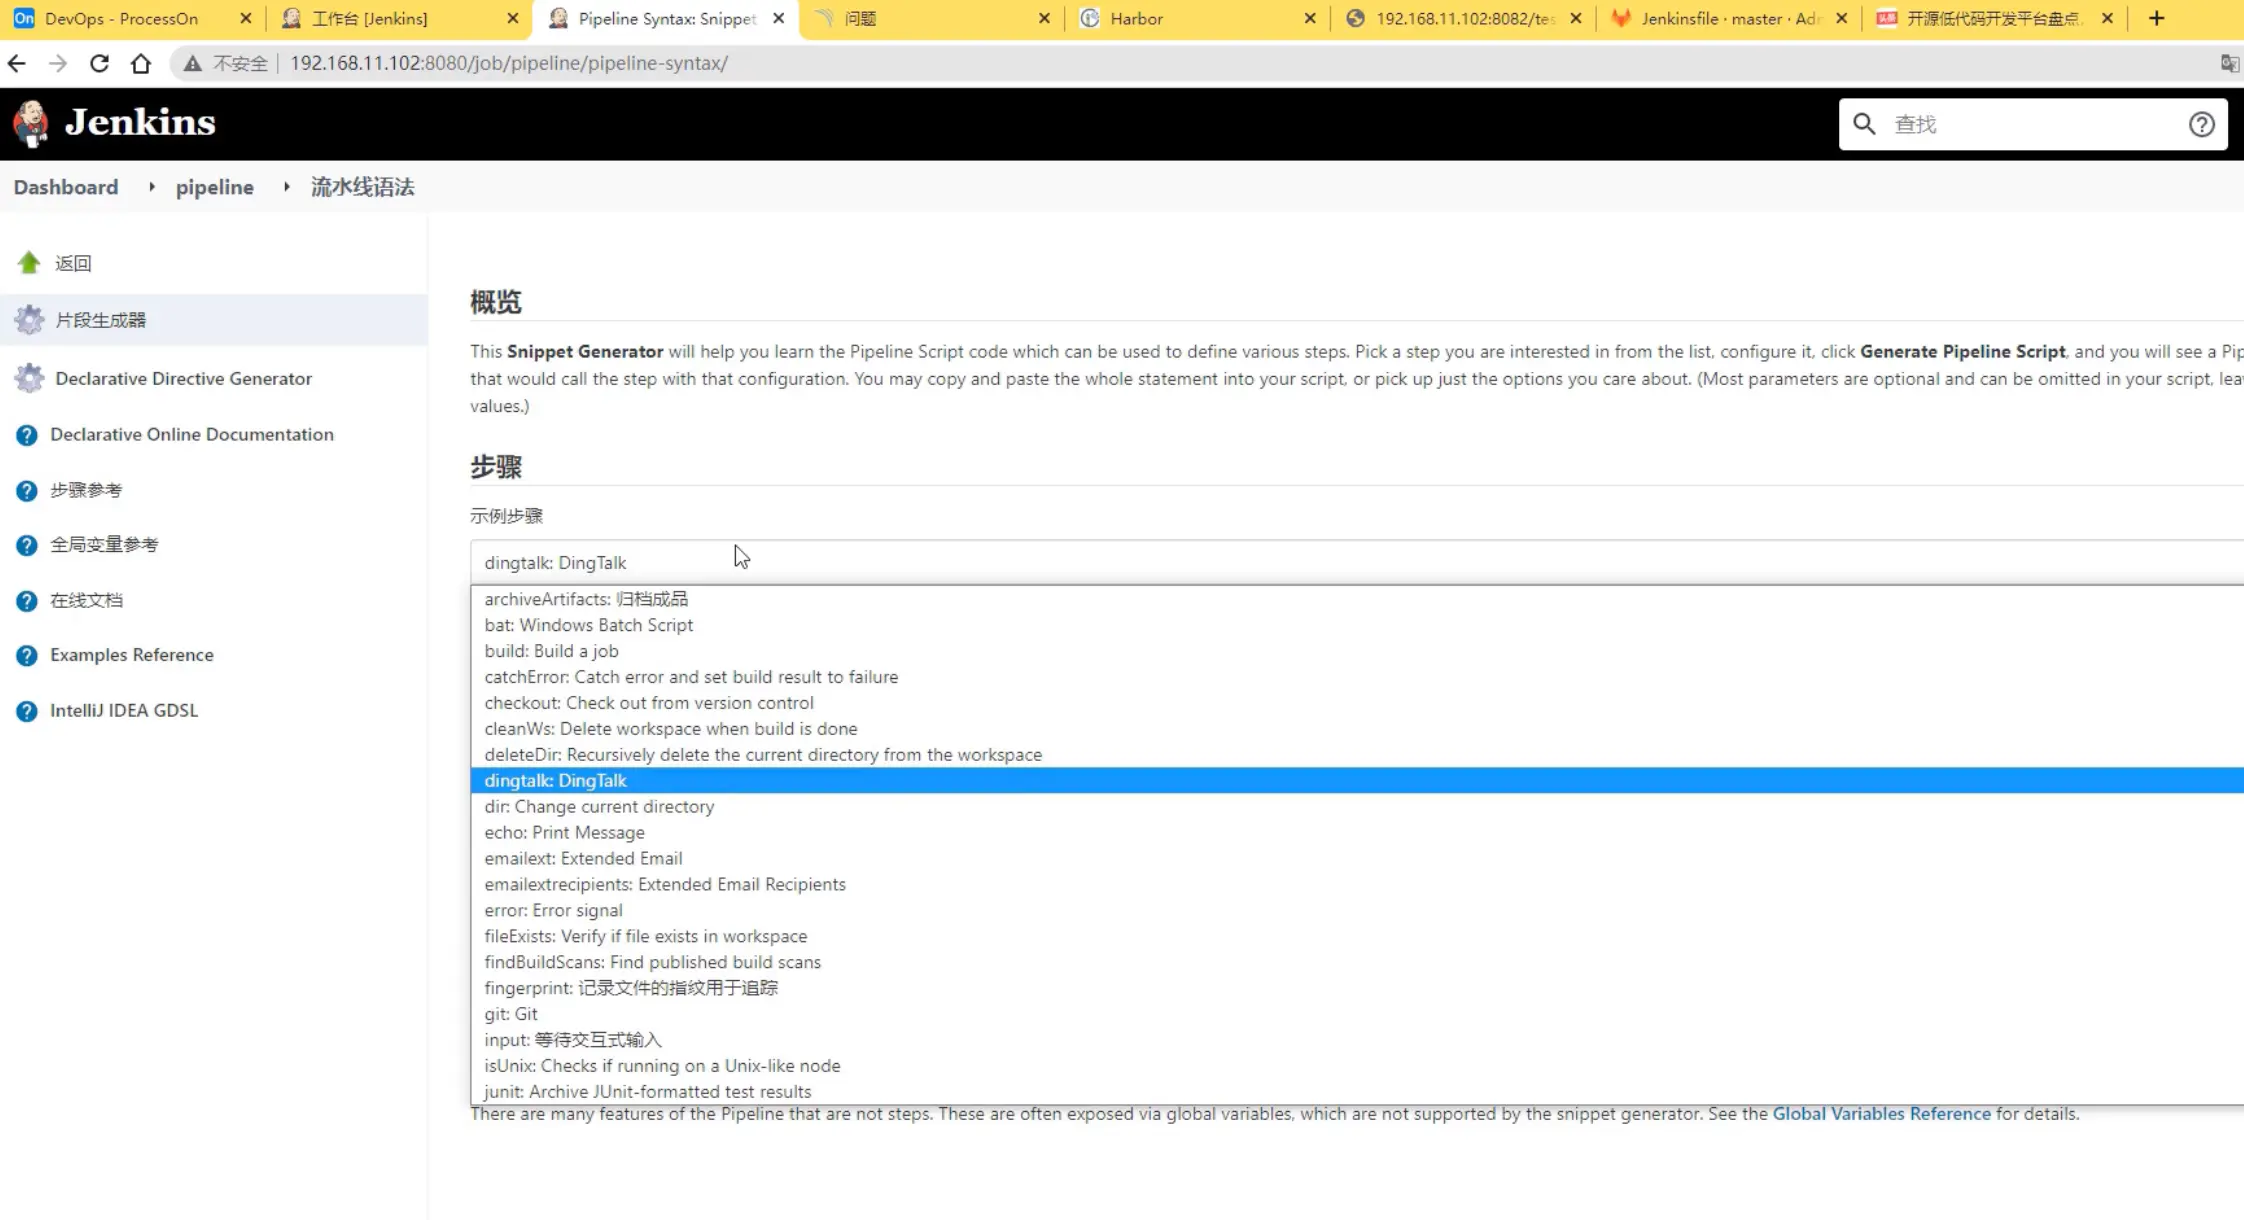 DevOps - ProcessOn
工作台 [Jenkins]
Pipeline Syntax: Snippet
问题
Harbor
192.168.11.102:8082/tes
Jenkinsfile · master · Adr
开源低代码开发平台盘点
不安全
192.168.11.102:8080/job/pipeline/pipeline-syntax/
Jenkins
查找
Dashboard
pipeline
流水线语法
返回
片段生成器
Declarative Directive Generator
Declarative Online Documentation
步骤参考
全局变量参考
在线文档
Examples Reference
IntelliJ IDEA GDSL
概览
This Snippet Generator will help you learn the Pipeline Script code which can be used to define various steps. Pick a step you are interested in from the list, configure it, click Generate Pipeline Script, and you will see a Pip
that would call the step with that configuration. You may copy and paste the whole statement into your script, or pick up just the options you care about. (Most parameters are optional and can be omitted in your script, lea
values.)
步骤
示例步骤
dingtalk: DingTalk
archiveArtifacts: 归档成品
bat: Windows Batch Script
build: Build a job
catchError: Catch error and set build result to failure
checkout: Check out from version control
cleanWs: Delete workspace when build is done
deleteDir: Recursively delete the current directory from the workspace
dingtalk: DingTalk
dir: Change current directory
echo: Print Message
emailext: Extended Email
emailextrecipients: Extended Email Recipients
error: Error signal
fileExists: Verify if file exists in workspace
findBuildScans: Find published build scans
fingerprint: 记录文件的指纹用于追踪
git: Git
input: 等待交互式输入
isUnix: Checks if running on a Unix-like node
junit: Archive JUnit-formatted test results
There are many features of the Pipeline that are not steps. These are often exposed via global variables, which are not supported by the snippet generator. See the Global Variables Reference for details.